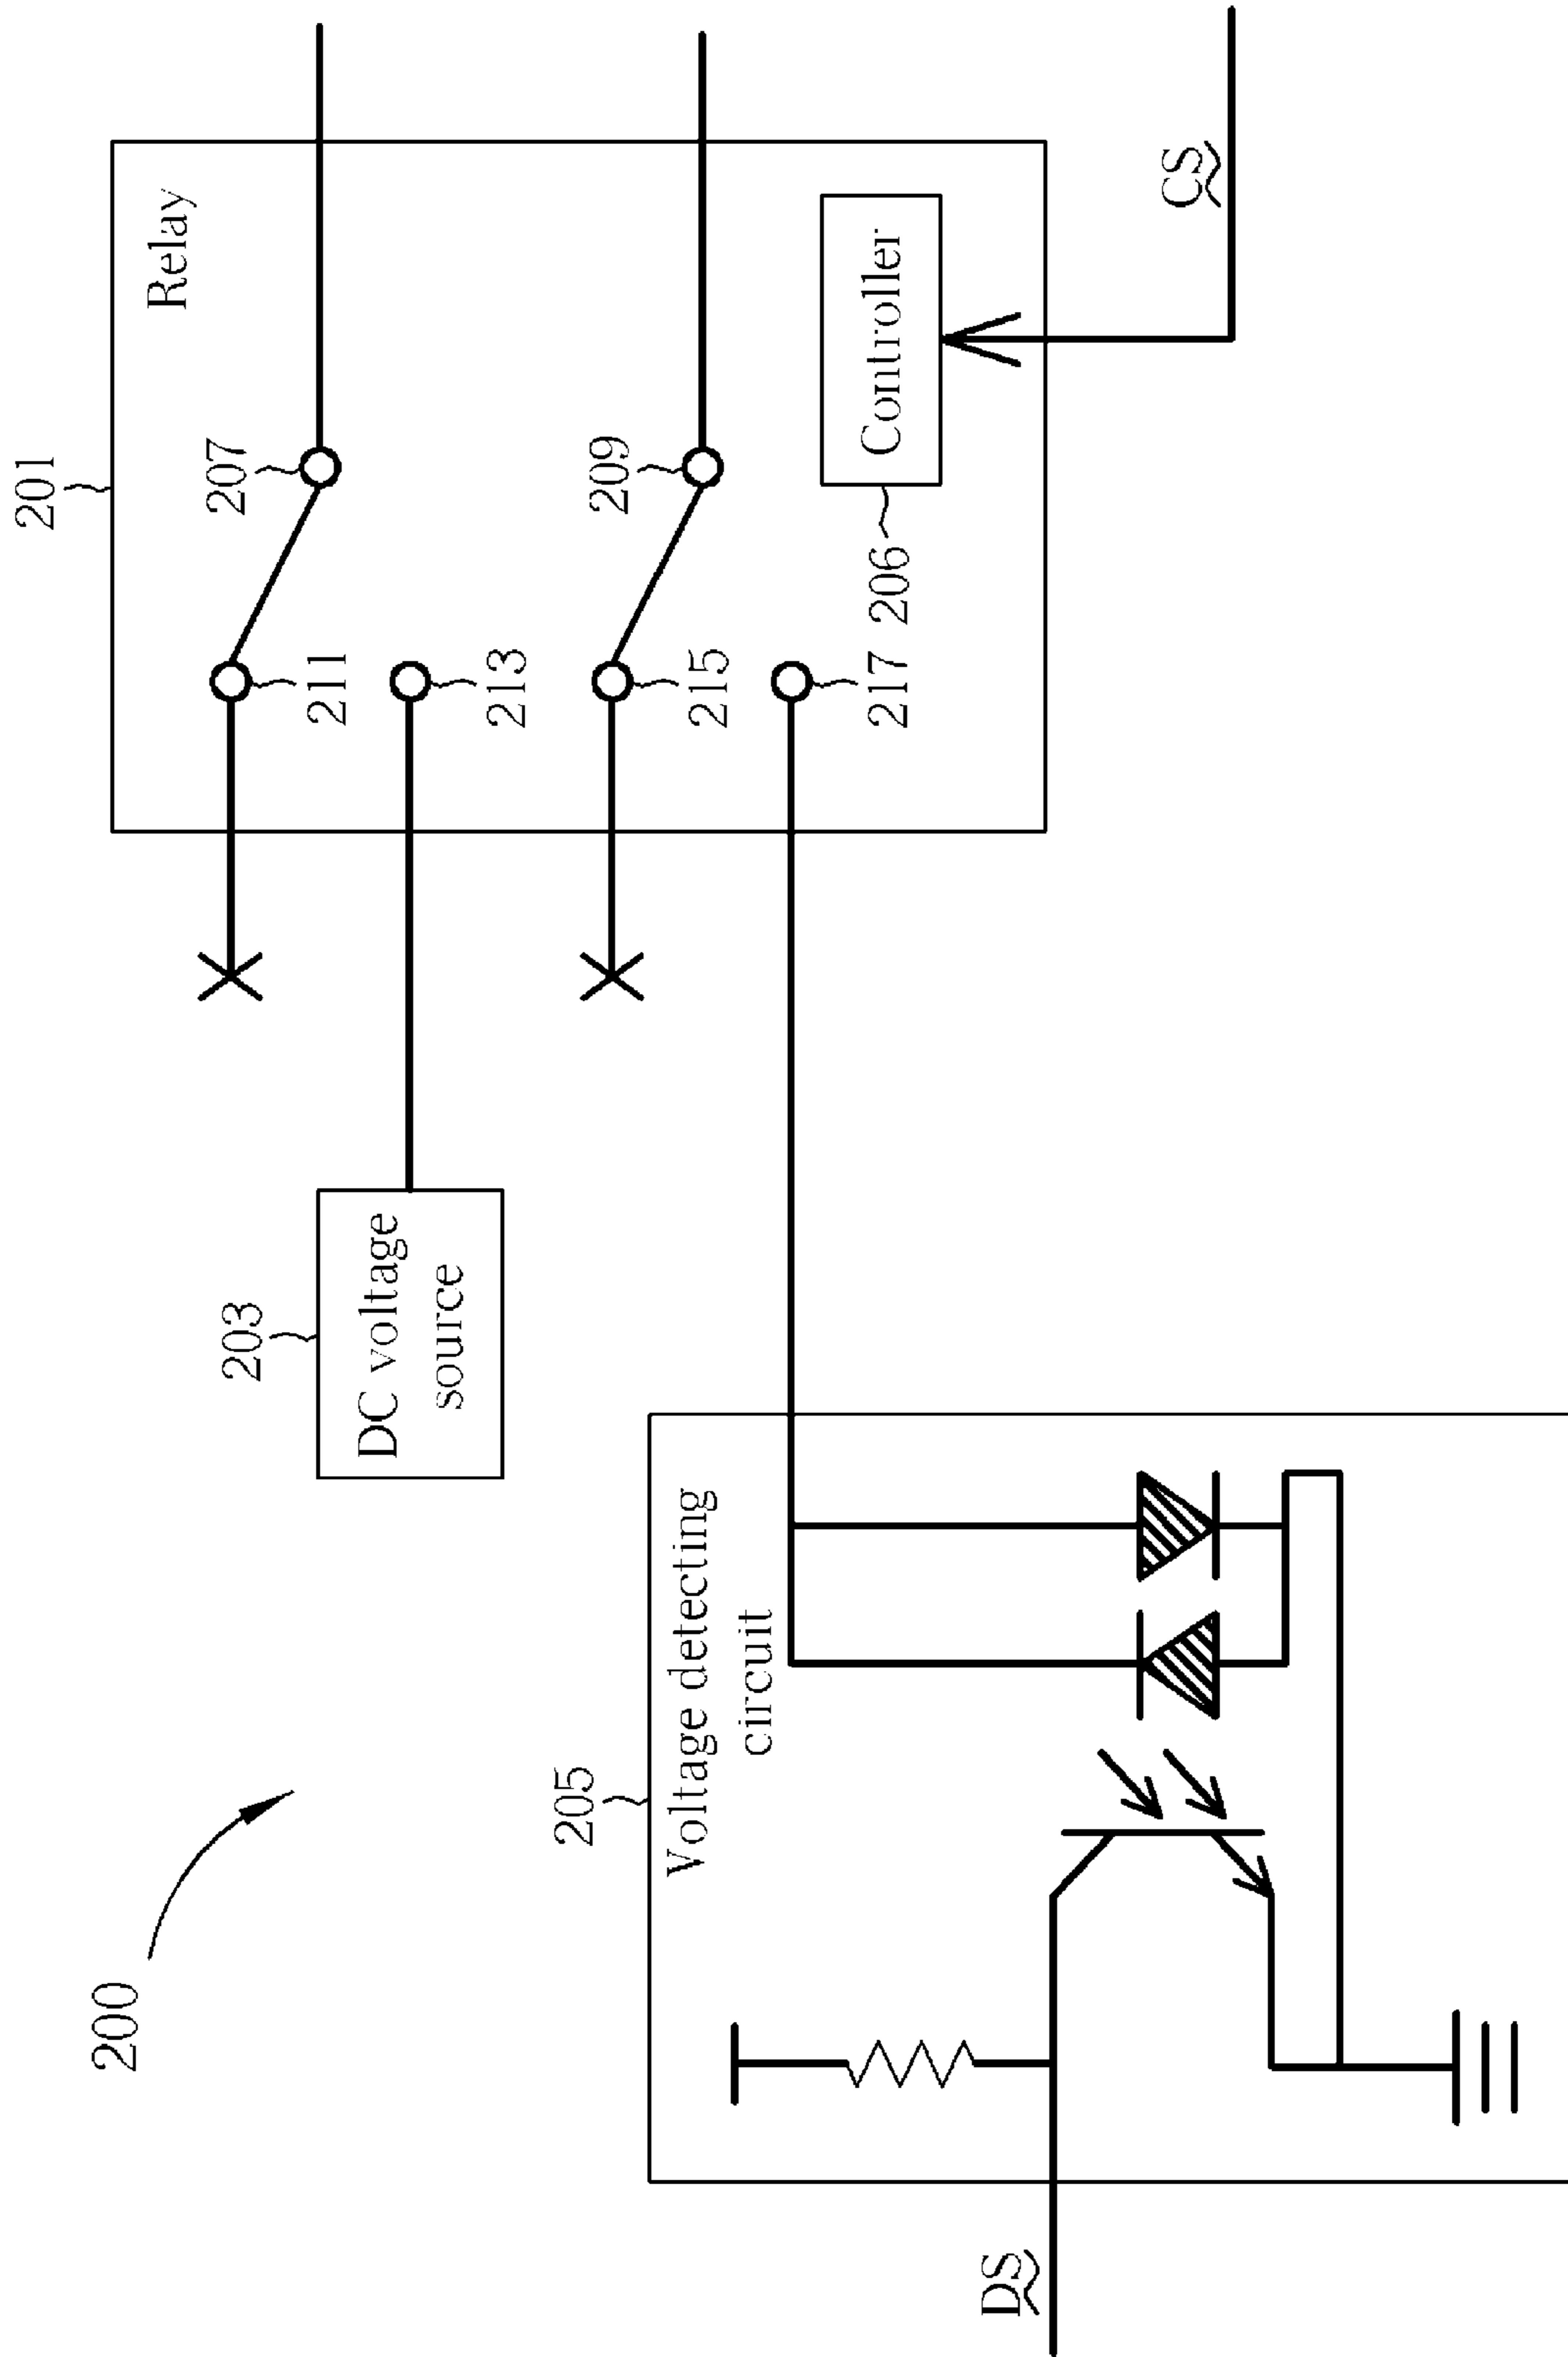 200
201
Relay
207
211
213
209
215
217
206
Controller
CS
203
DC voltage
source
205
Voltage detecting
circuit
DS